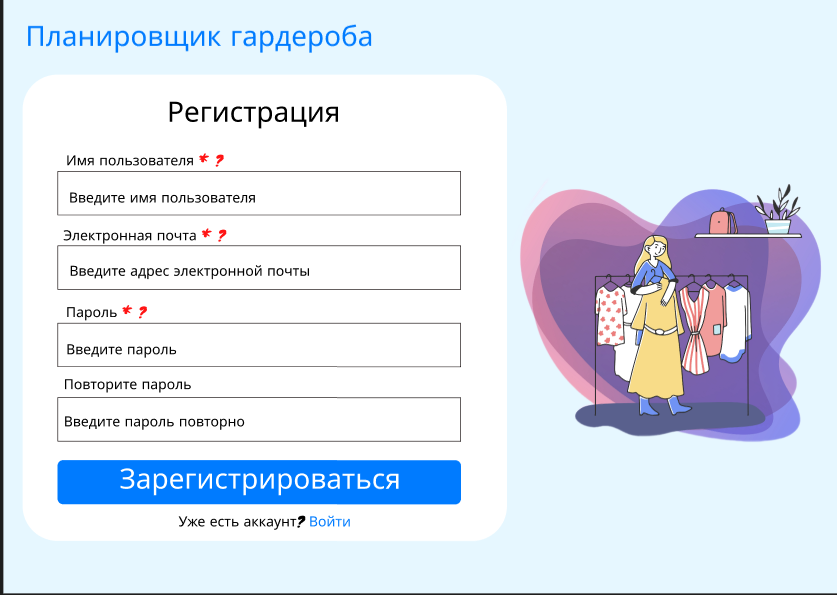 Планировщик гардероба
Регистрация
Имя пользователя * ?
Введите имя пользователя
Электронная почта * ?
Введите адрес электронной почты
Пароль * ?
Введите пароль
Повторите пароль
Введите пароль повторно
Зарегистрироваться
Уже есть аккаунт? Войти